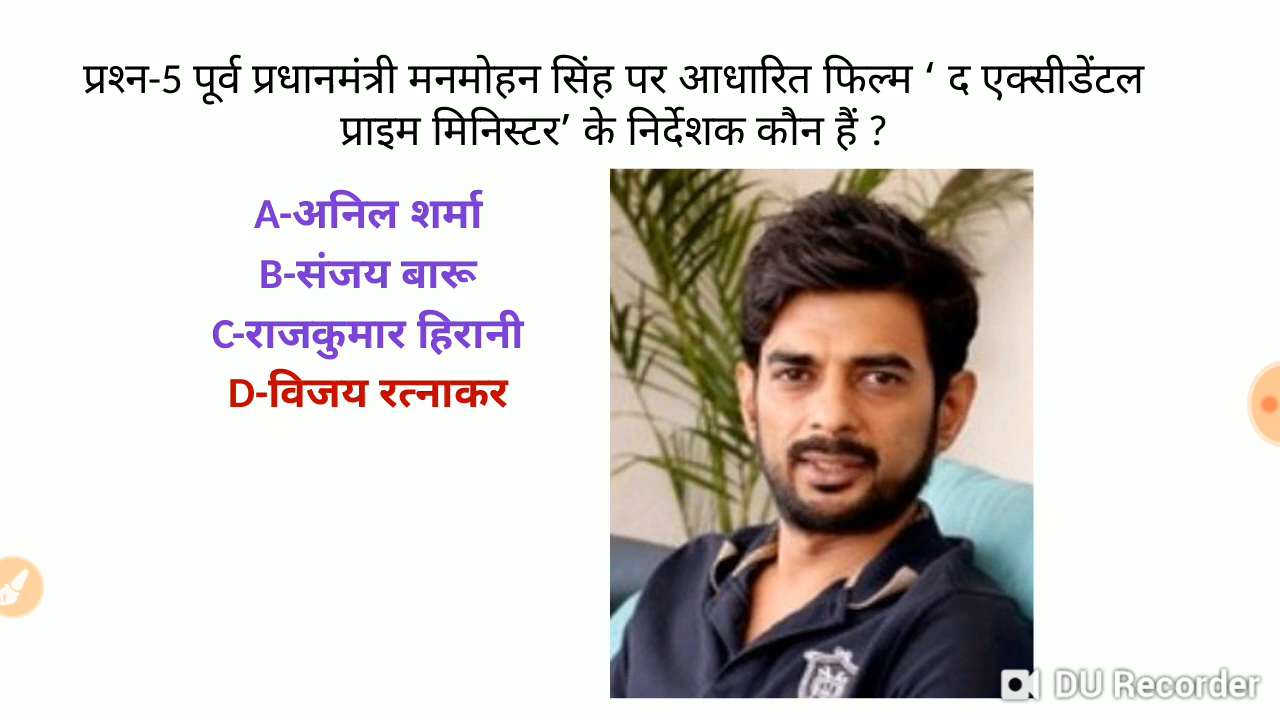 प्रश्न-5 पूर्व प्रधानमंत्री मनमोहन सिंह पर आधारित फिल्म ‘ द एक्सीडेंटल
प्राइम मिनिस्टर’ के निर्देशक कौन हैं ?
A-अनिल शर्मा
B-संजय बारू
C-राजकुमार हिरानी
D-विजय रत्नाकर
DU Recorder